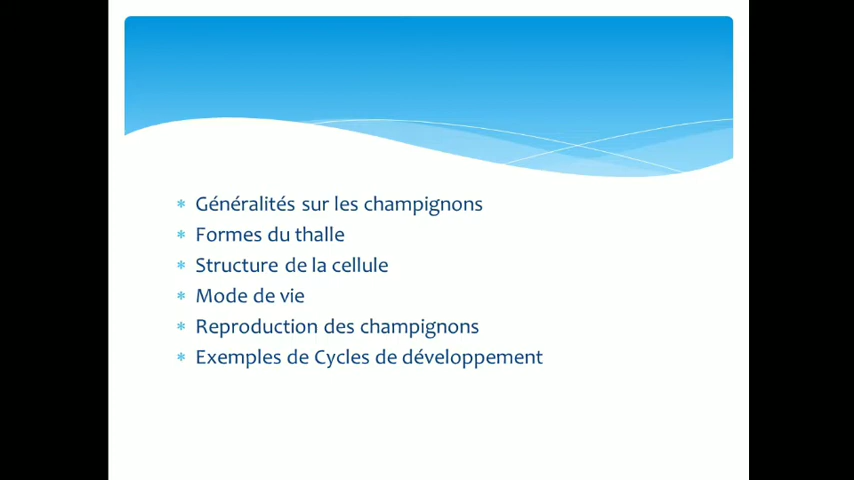 * Généralités sur les champignons
* Formes du thalle
* Structure de la cellule
* Mode de vie
* Reproduction des champignons
* Exemples de Cycles de développement